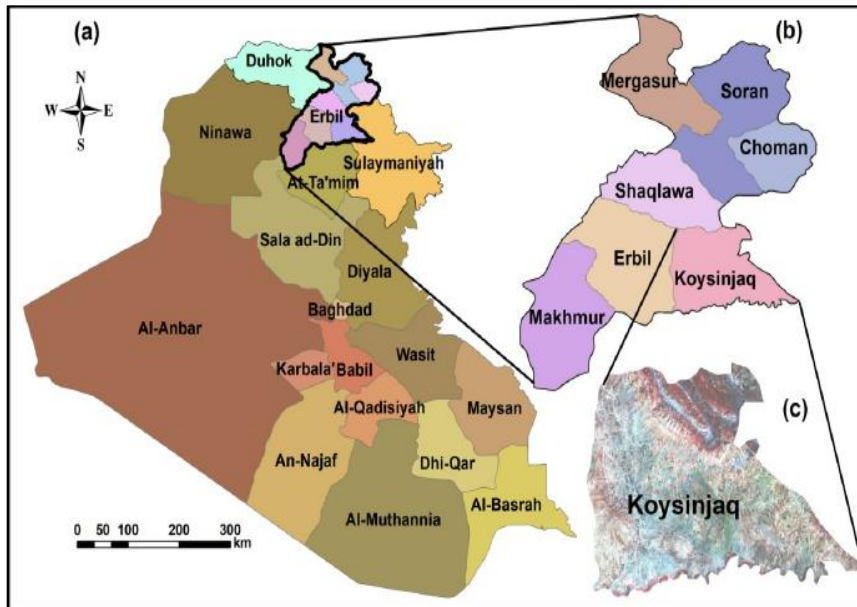 (a)
Duhok
N
W E
S
Ninawa
Erbil
Sulaymaniyah
At-Ta'mim
Sala ad-Din
Diyala
Baghdad
Al-Anbar
Wasit
Karbala'
Babil
Al-Qadisiyah
Maysan
An-Najaf
Dhi-Qar
Al-Basrah
Al-Muthannia
0 50 100 200 300
km
(b)
Mergasur
Soran
Choman
Shaqlawa
Erbil
Koysinjaq
Makhmur
(c)
Koysinjaq